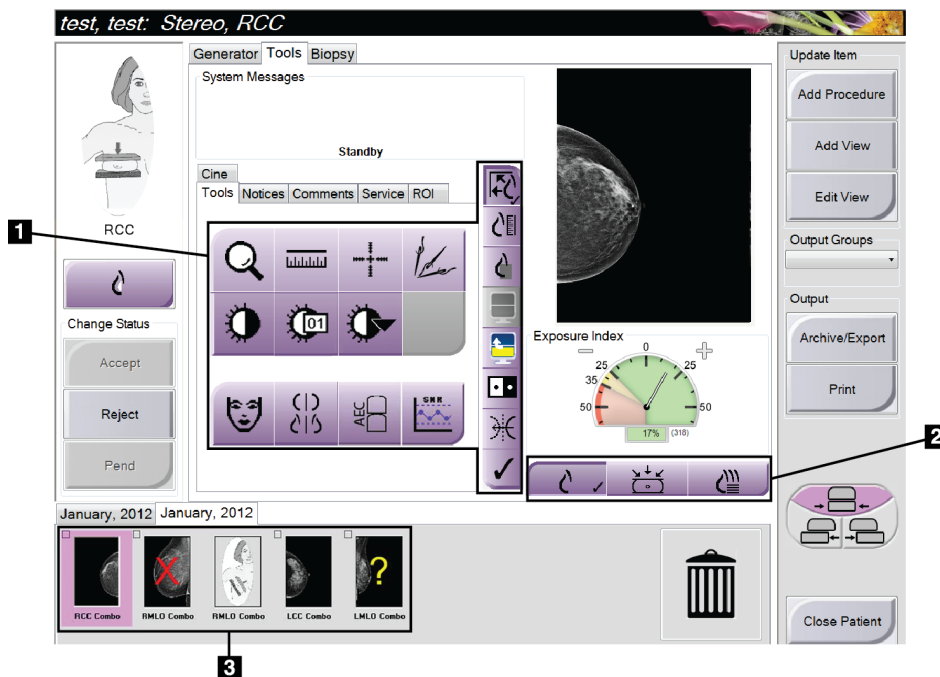 test, test: Stereo, RCC
Generator Tools Biopsy
System Messages
Standby
Cine
Tools Notices Comments Service ROI
01
AEC
SNR
RCC
Change Status
Accept
Reject
Pend
Exposure Index
0
25 25
35
50 50
17% (318)
Update Item
Add Procedure
Add View
Edit View
Output Groups
Output
Archive/Export
Print
Close Patient
January, 2012 January, 2012
X ?
RCC Combo RMLO Combo RMLO Combo LCC Combo LMLO Combo
1
2
3